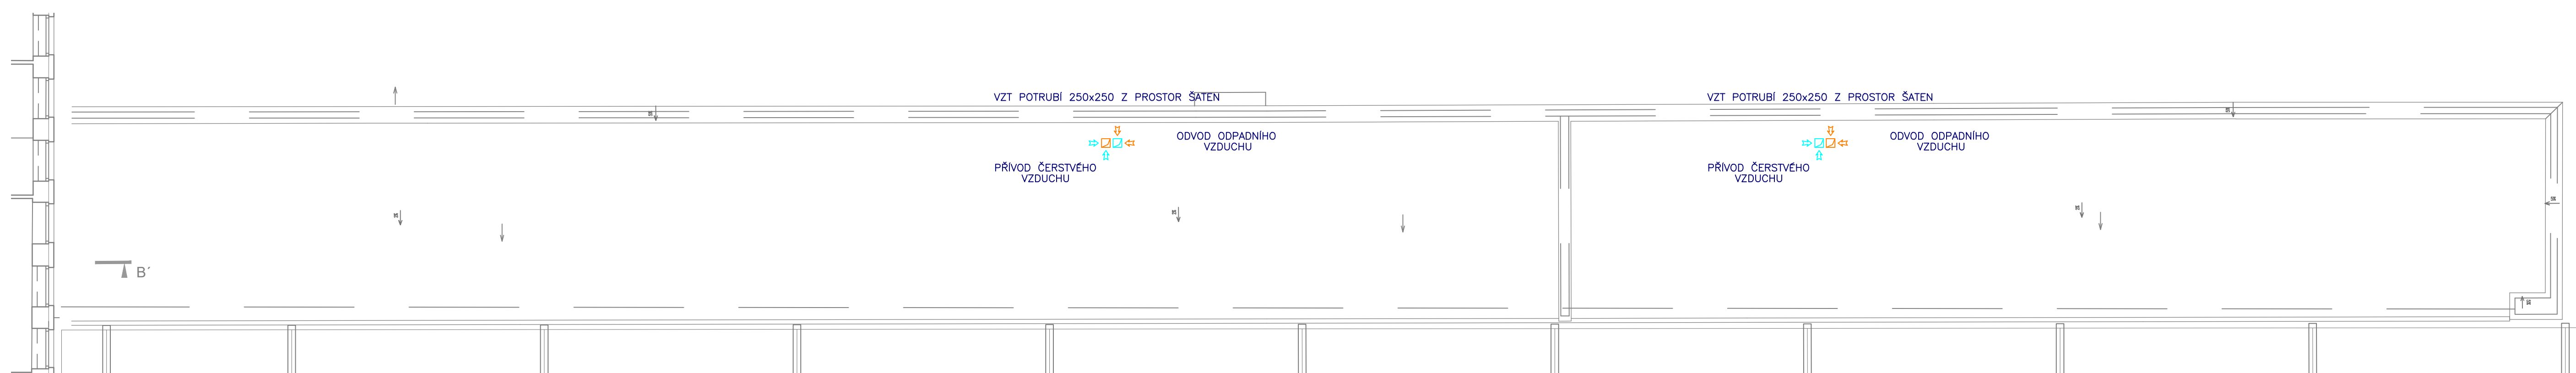 VZT POTRUBÍ 250x250 Z PROSTOR ŠATEN
VZT POTRUBÍ 250x250 Z PROSTOR ŠATEN
ODVOD ODPADNÍHO
VZDUCHU
ODVOD ODPADNÍHO
VZDUCHU
PŘÍVOD ČERSTVÉHO
VZDUCHU
PŘÍVOD ČERSTVÉHO
VZDUCHU
B´